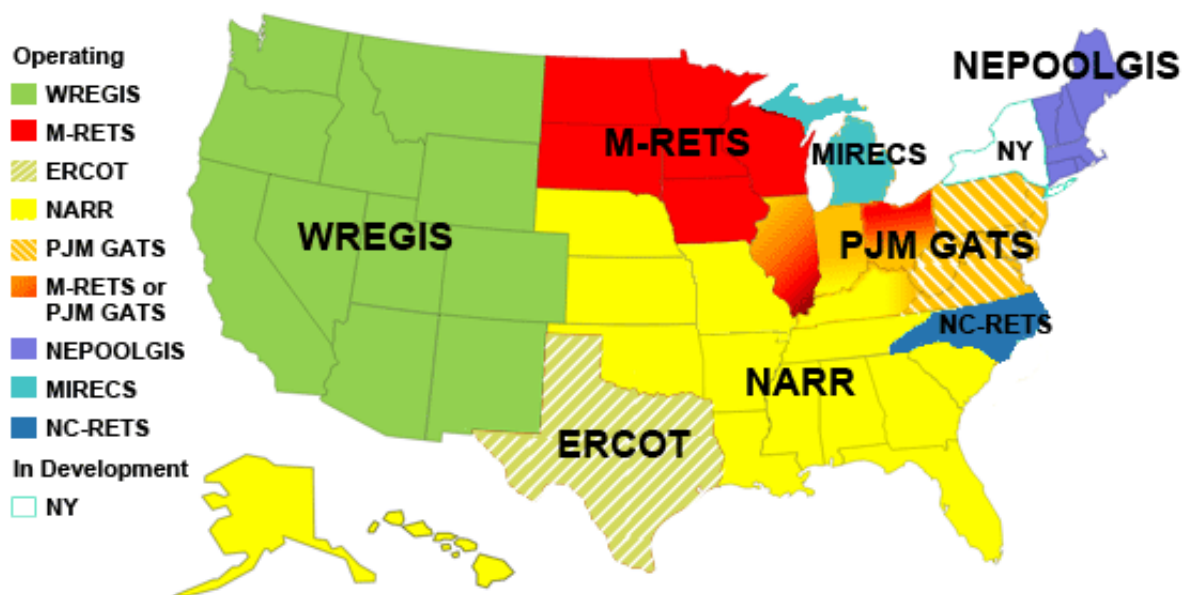 Operating
WREGIS
M-RETS
ERCOT
NARR
PJM GATS
M-RETS or
PJM GATS
NEPOOLGIS
MIRECS
NC-RETS
In Development
NY
NEPOOLGIS
M-RETS
MIRECS
NY
WREGIS
PJM GATS
NC-RETS
NARR
ERCOT